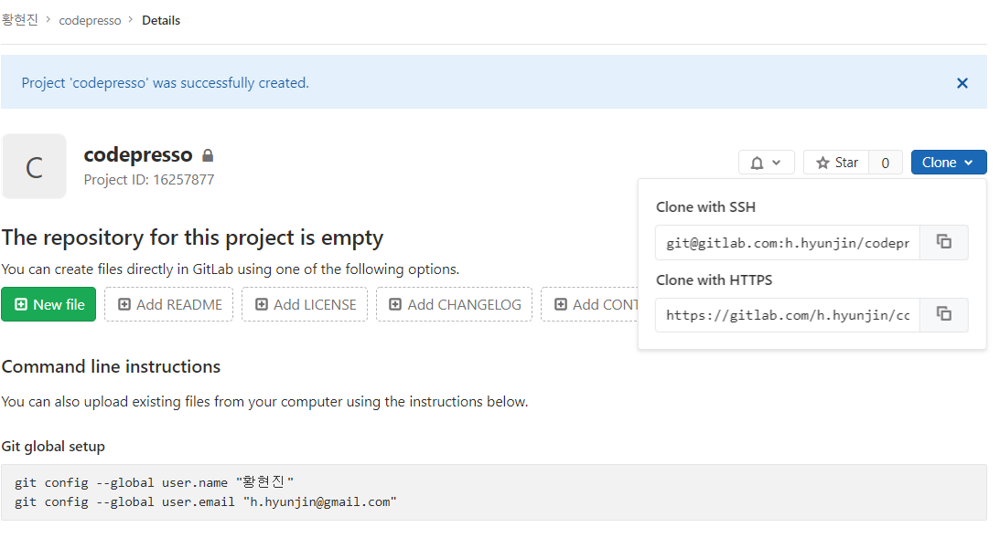 황현진 > codepresso > Details
Project 'codepresso' was successfully created.
C
codepresso
Project ID: 16257877
Star 0
Clone
Clone with SSH
git@gitlab.com:h.hyunjin/codepr
Clone with HTTPS
https://gitlab.com/h.hyunjin/cc
The repository for this project is empty
You can create files directly in GitLab using one of the following options.
New file Add README Add LICENSE Add CHANGELOG Add CONT
Command line instructions
You can also upload existing files from your computer using the instructions below.
Git global setup
git config --global user.name "황현진"
git config --global user.email "h.hyunjin@gmail.com"